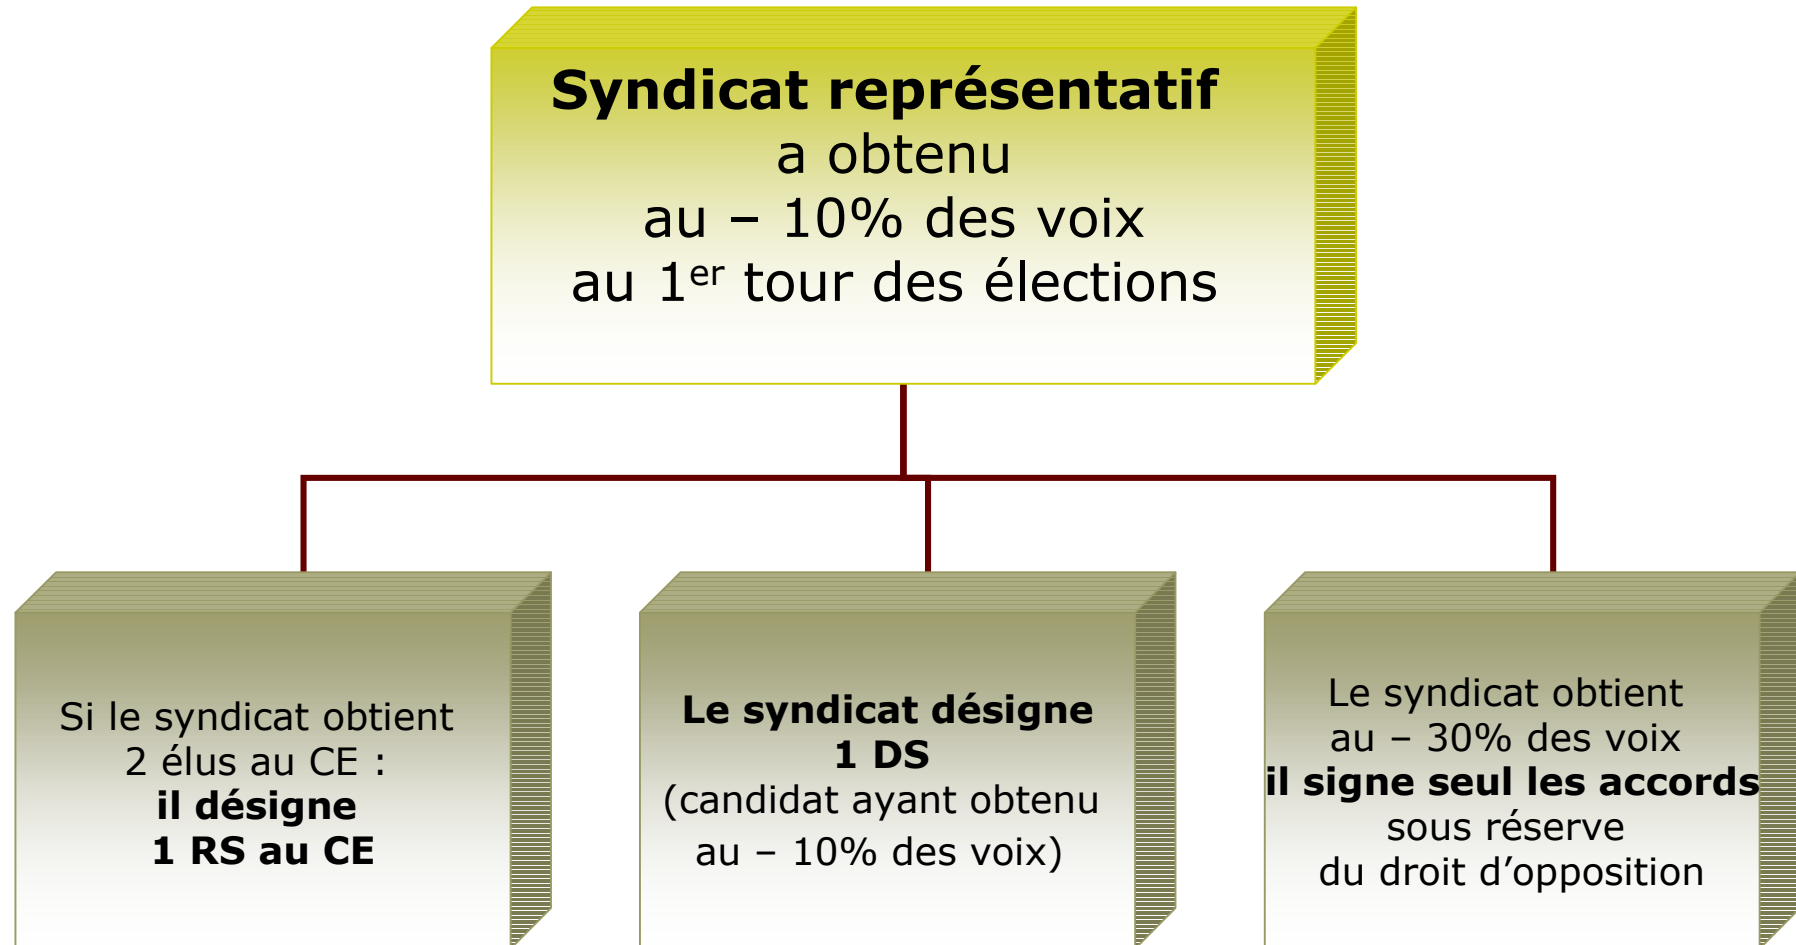 Syndicat représentatif
a obtenu
au – 10% des voix
au 1er tour des élections
Si le syndicat obtient
2 élus au CE :
il désigne
1 RS au CE
Le syndicat désigne
1 DS
(candidat ayant obtenu
au – 10% des voix)
Le syndicat obtient
au – 30% des voix
il signe seul les accords
sous réserve
du droit d’opposition